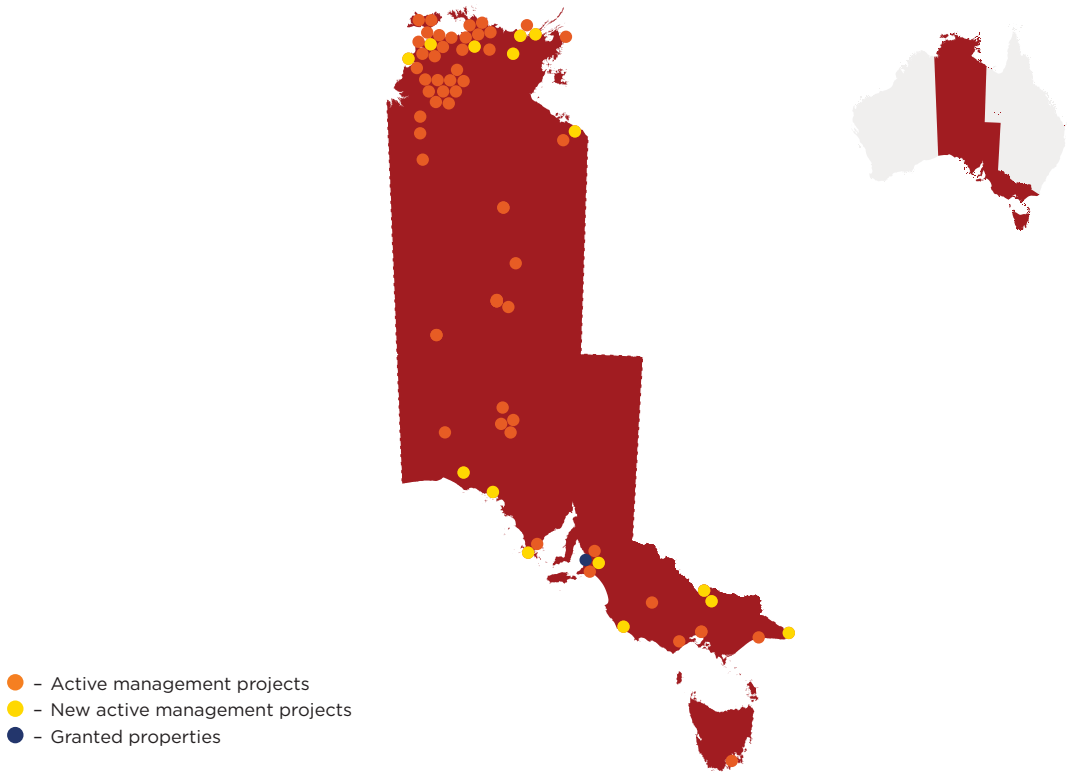 – Active management projects
– New active management projects
– Granted properties